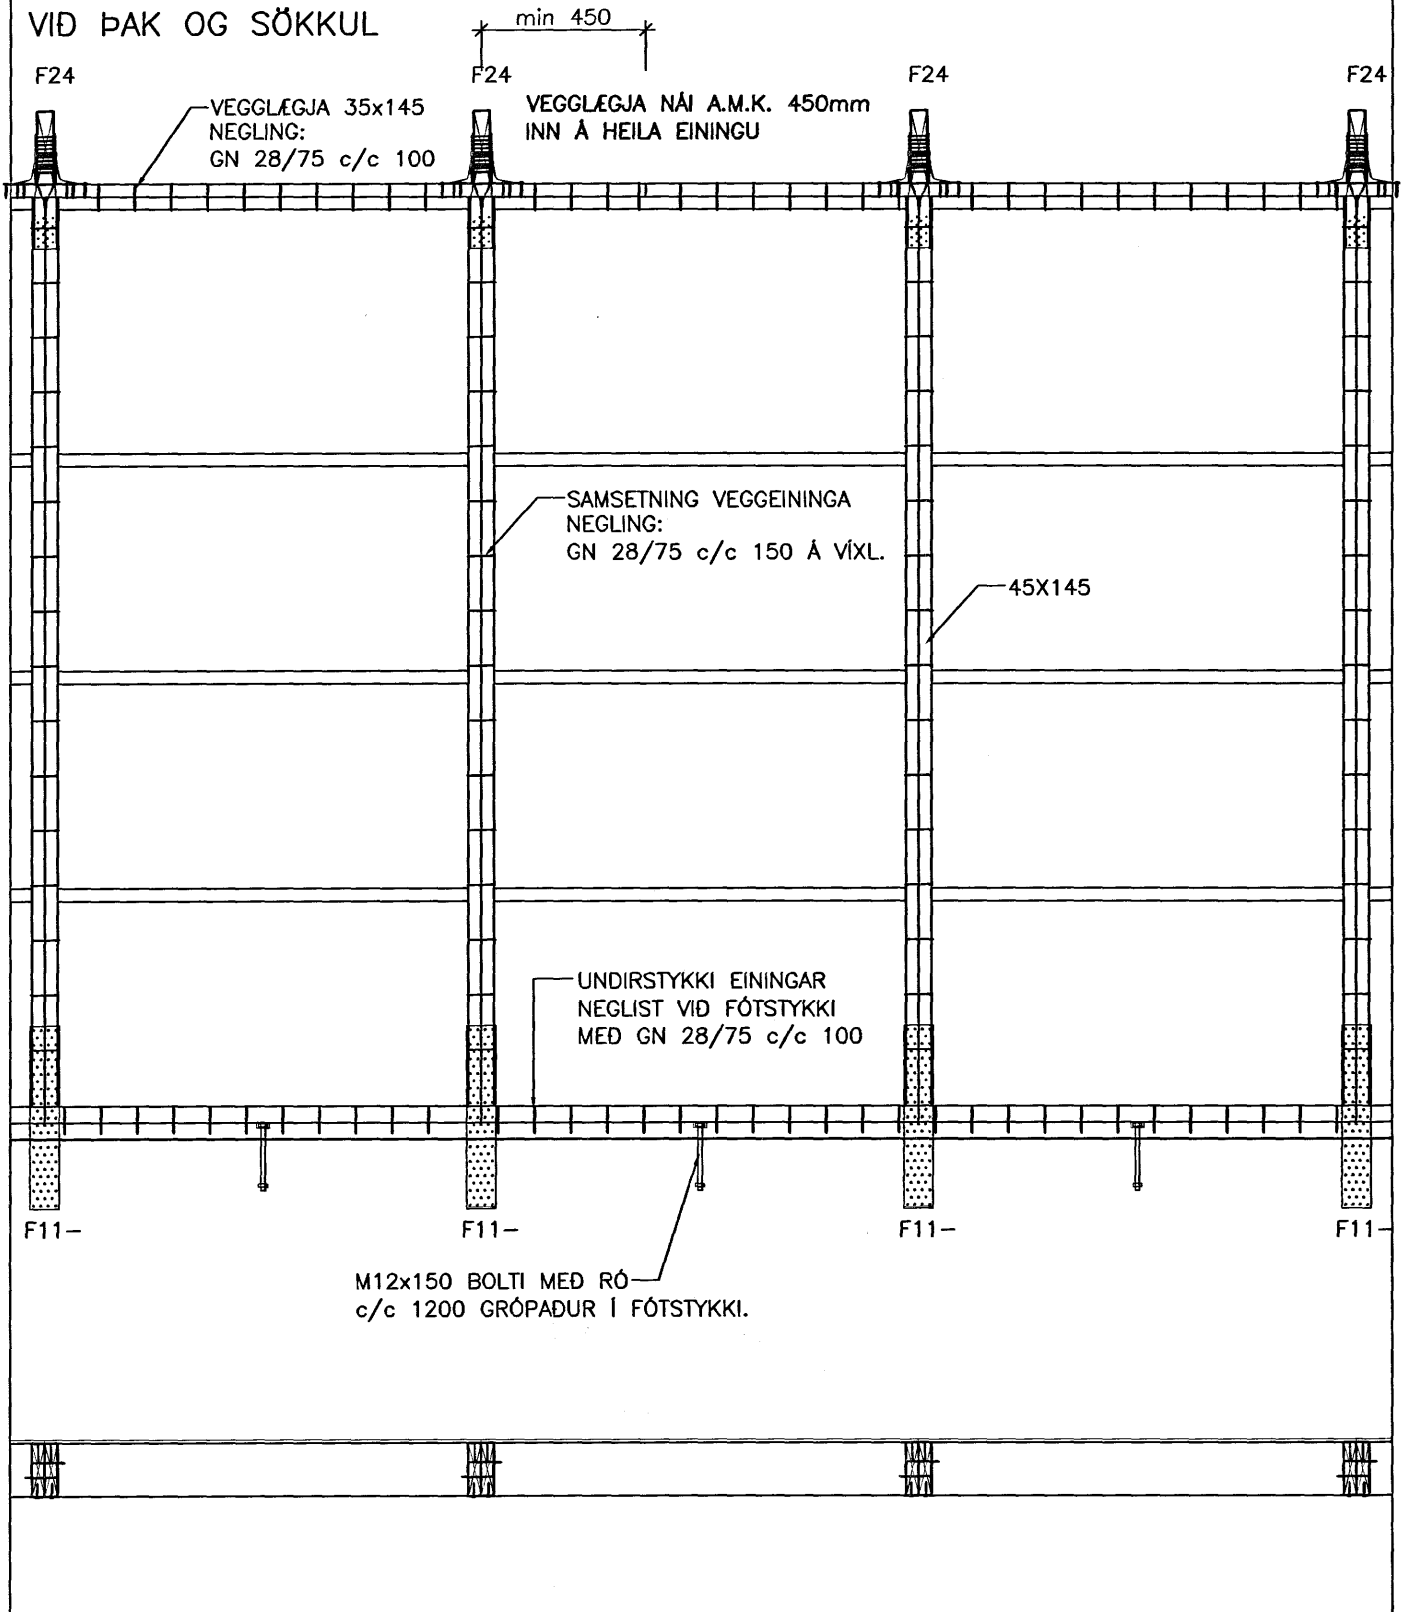 VIÐ ÞAK OG SÖKKUL
min 450
F24
F24
F24
F24
VEGGLÆGJA 35x145
NEGLING:
GN 28/75 c/c 100
VEGGLÆGJA NÁI A.M.K. 450mm
INN Á HEILA EININGU
SAMSETNING VEGGEININGA
NEGLING:
GN 28/75 c/c 150 Á VÍXL.
45X145
UNDIRSTYKKI EININGAR
NEGLIST VIÐ FÓTSTYKKI
MEÐ GN 28/75 c/c 100
F11-
F11-
F11-
F11-
M12x150 BOLTI MEÐ RÓ
c/c 1200 GRÓPAÐUR Í FÓTSTYKKI.